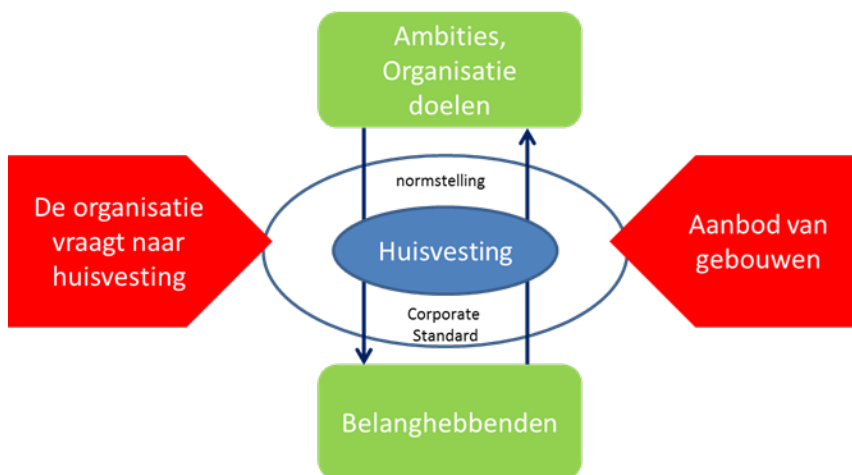 Ambities,
Organisatie
doelen
normstelling
De organisatie
vraagt naar
huisvesting
Huisvesting
Aanbod van
gebouwen
Corporate
Standard
Belanghebbenden